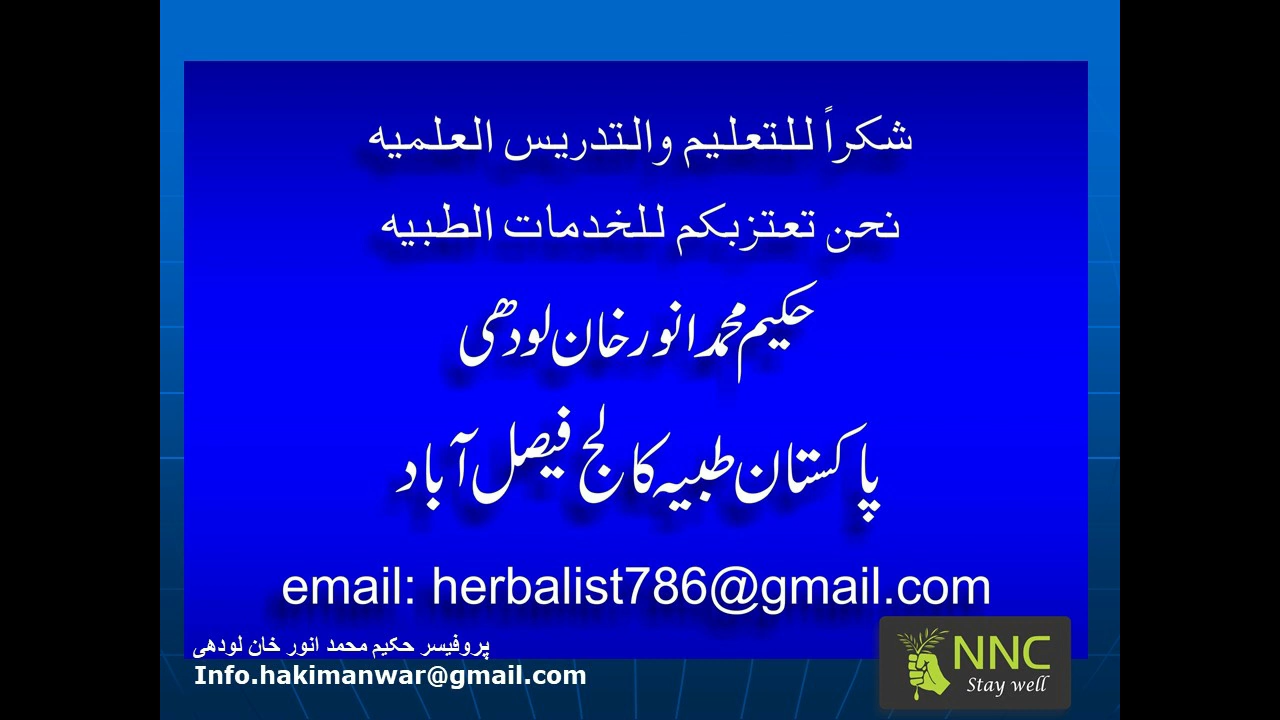 شكراً للتعليم والتدريس العلميه
نحن تعتزبكم للخدمات الطبيه
حکیم محمد انور خان لودھی
پاکستان طبیہ کالج فیصل آباد
email: herbalist786@gmail.com
پروفیسر حکیم محمد انور خان لودھی
Info.hakimanwar@gmail.com
NNC
Stay well